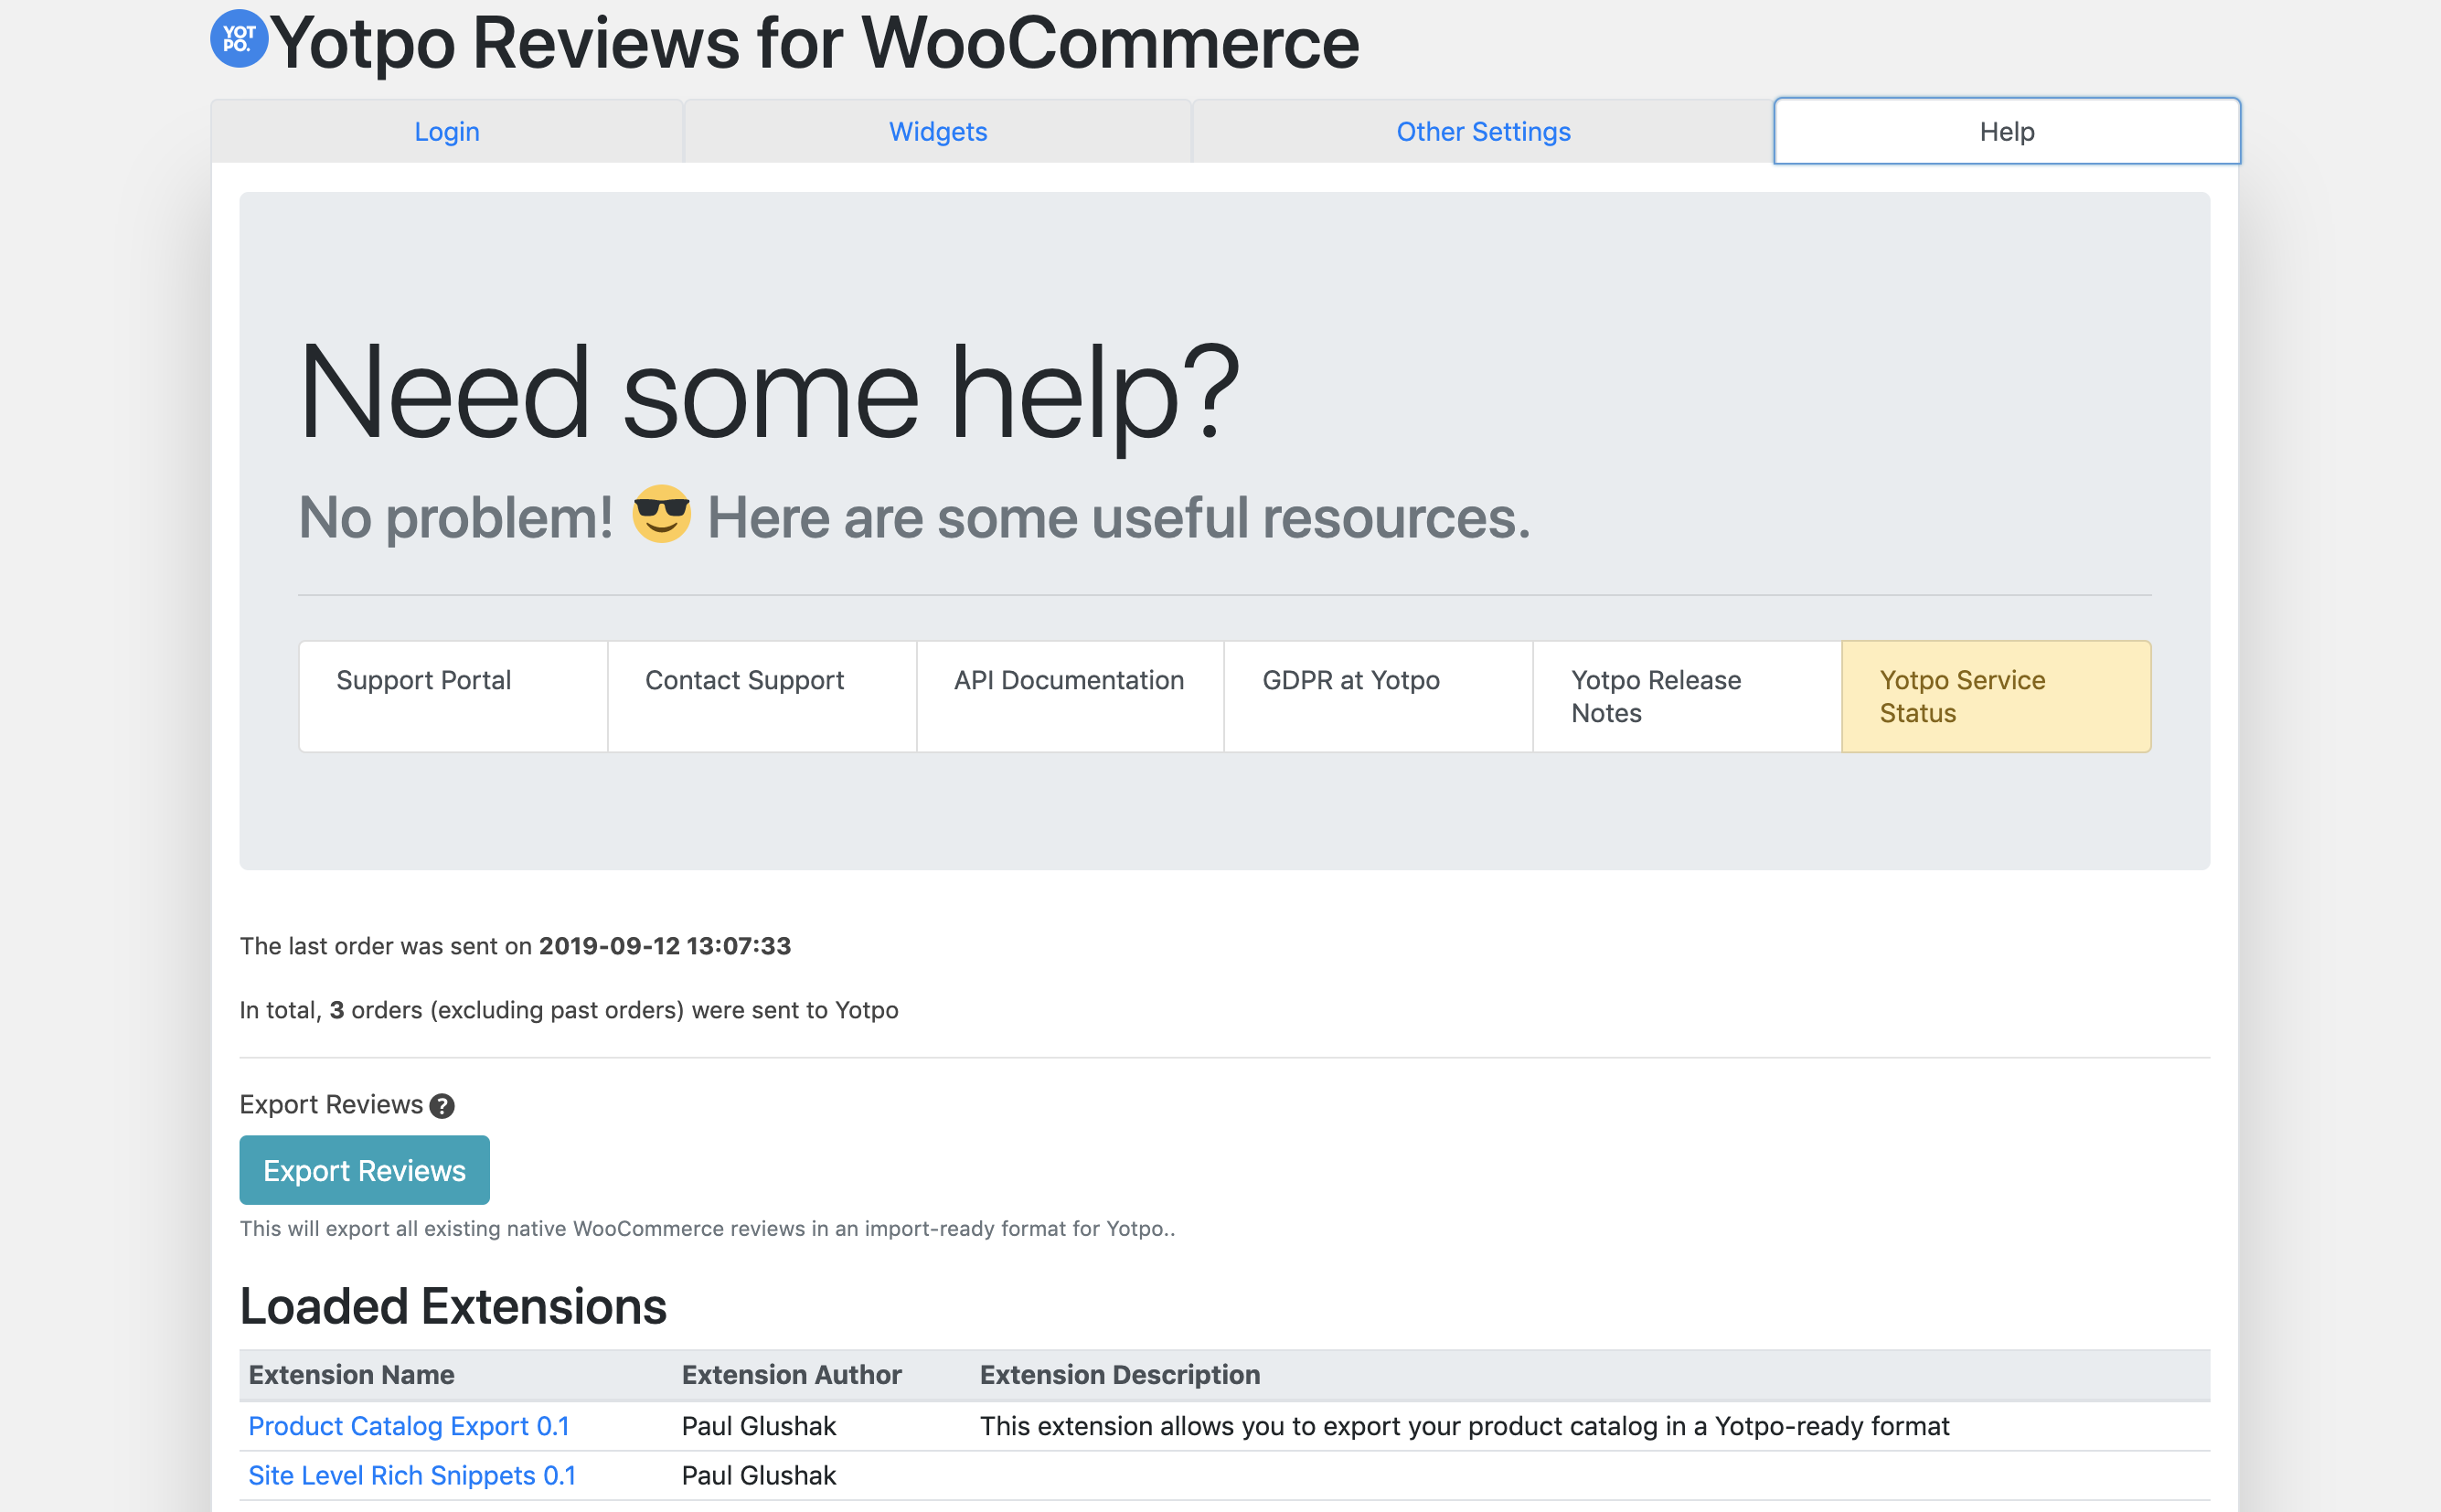 YOT
PO.
Yotpo Reviews for WooCommerce
Login
Widgets
Other Settings
Help
Need some help?
No problem! 😎 Here are some useful resources.
Support Portal
Contact Support
API Documentation
GDPR at Yotpo
Yotpo Release
Notes
Yotpo Service
Status
The last order was sent on 2019-09-12 13:07:33
In total, 3 orders (excluding past orders) were sent to Yotpo
Export Reviews ?
Export Reviews
This will export all existing native WooCommerce reviews in an import-ready format for Yotpo..
Loaded Extensions
Extension Name Extension Author Extension Description
Product Catalog Export 0.1 Paul Glushak This extension allows you to export your product catalog in a Yotpo-ready format
Site Level Rich Snippets 0.1 Paul Glushak